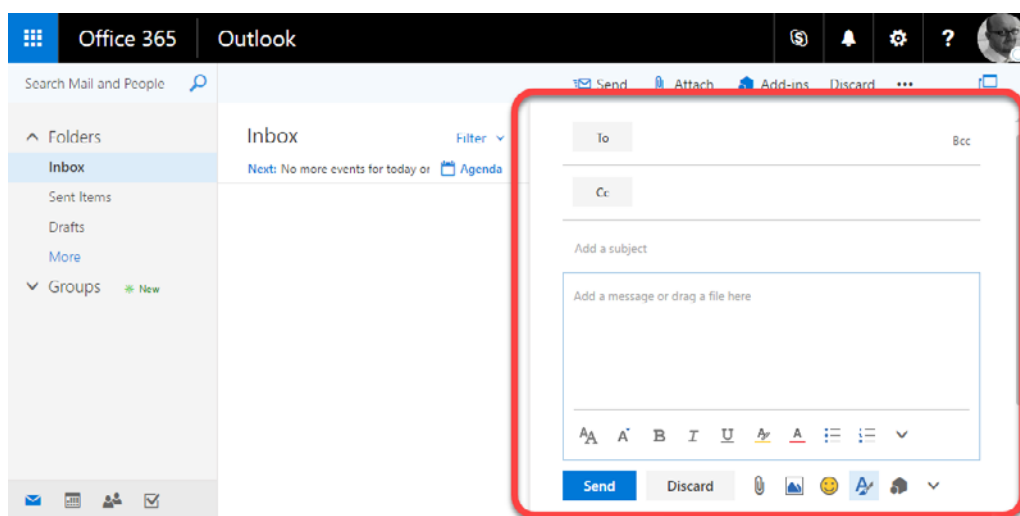 Office 365 Outlook ?
Search Mail and People Send Attach Add-ins Discard ...
Folders
Inbox
Sent Items
Drafts
More
Groups New
Inbox Filter
Next: No more events for today or Agenda
To Bcc
Cc
Add a subject
Add a message or drag a file here
AA A B I U A A
Send Discard